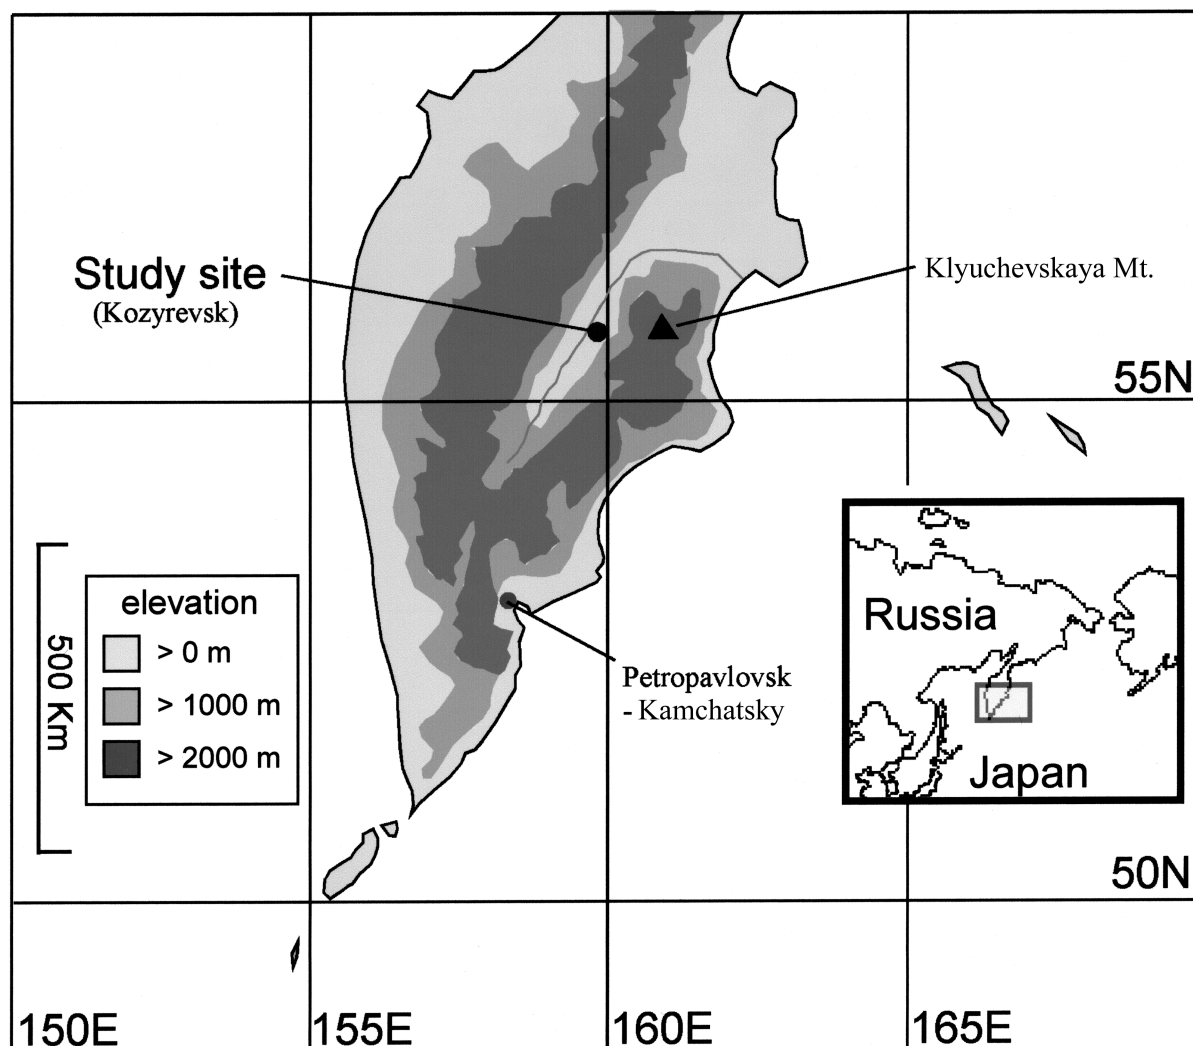 Study site
(Kozyrevsk)
Klyuchevskaya Mt.
55N
elevation
> 0 m
> 1000 m
> 2000 m
500 Km
Petropavlovsk
- Kamchatsky
Russia
Japan
50N
150E
155E
160E
165E